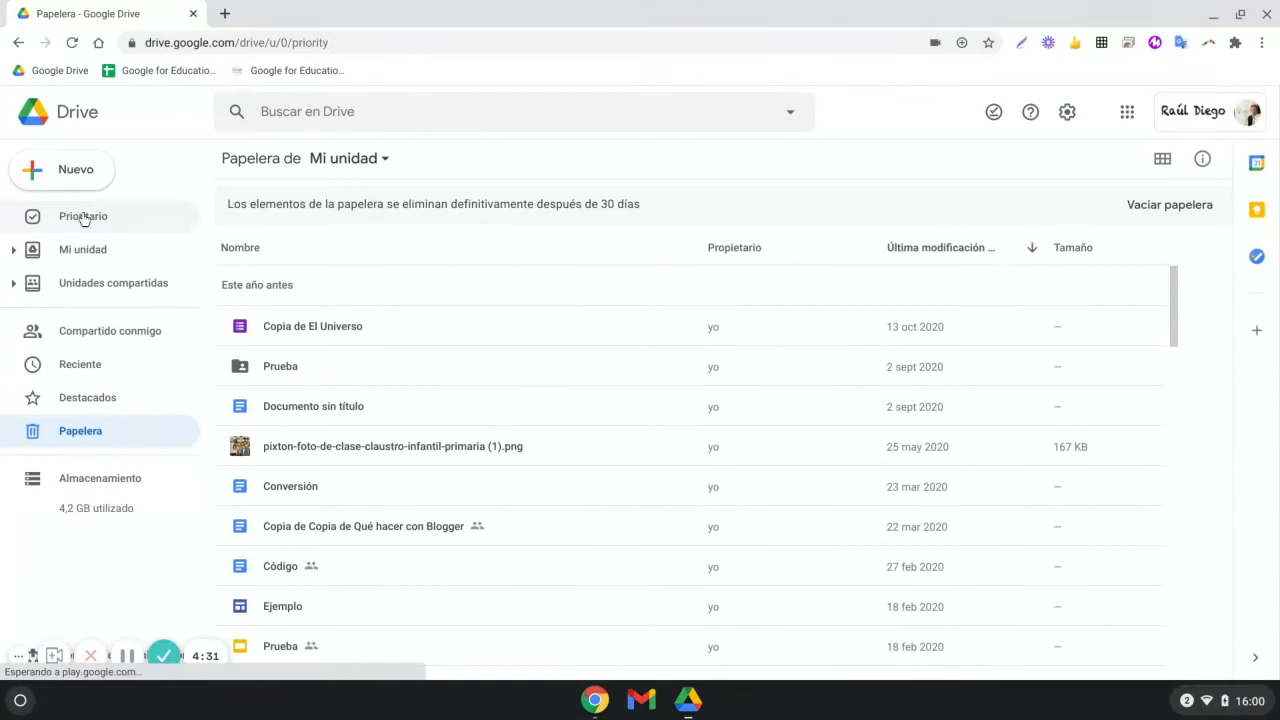 Papelera - Google Drive
drive.google.com/drive/u/0/priority
Google Drive
Google for Educatio...
Google for Educatio...
Drive
Buscar en Drive
Raúl Diego
Nuevo
Papelera de Mi unidad
Los elementos de la papelera se eliminan definitivamente después de 30 días
Vaciar papelera
Prioritario
Mi unidad
Unidades compartidas
Compartido conmigo
Reciente
Destacados
Papelera
Almacenamiento
4,2 GB utilizado
Nombre Propietario Última modificación ... Tamaño
Este año antes
Copia de El Universo yo 13 oct 2020 —
Prueba yo 2 sept 2020 —
Documento sin título yo 2 sept 2020 —
pixton-foto-de-clase-claustro-infantil-primaria (1).png yo 25 may 2020 167 KB
Conversión yo 23 mar 2020 —
Copia de Copia de Qué hacer con Blogger yo 22 mar 2020 —
Código yo 27 feb 2020 —
Ejemplo yo 18 feb 2020 —
Prueba yo 18 feb 2020 —
4:31
Esperando a play.google.com...
2 16:00